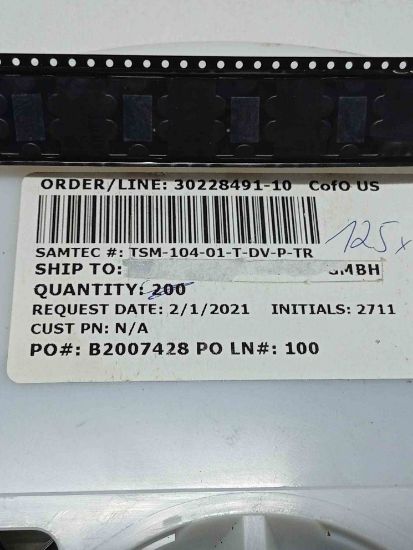 ORDER/LINE: 30228491-10 CofO US
SAMTEC #: TSM-104-01-T-DV-P-TR
125x
SHIP TO: GMBH
QUANTITY: 200
REQUEST DATE: 2/1/2021 INITIALS: 2711
CUST PN: N/A
PO#: B2007428 PO LN#: 100